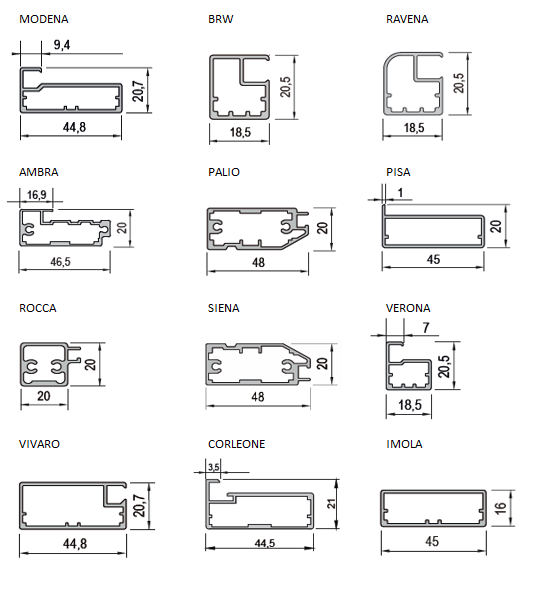 MODENA BRW RAVENA
9,4
20,7 20,5 20,5
44,8 18,5 18,5
AMBRA PALIO PISA
16,9 1
20 20 20
46,5 48 45
ROCCA SIENA VERONA
7
20 20 20,5
20 48 18,5
VIVARO CORLEONE IMOLA
3,5
20,7 21 16
44,8 44,5 45